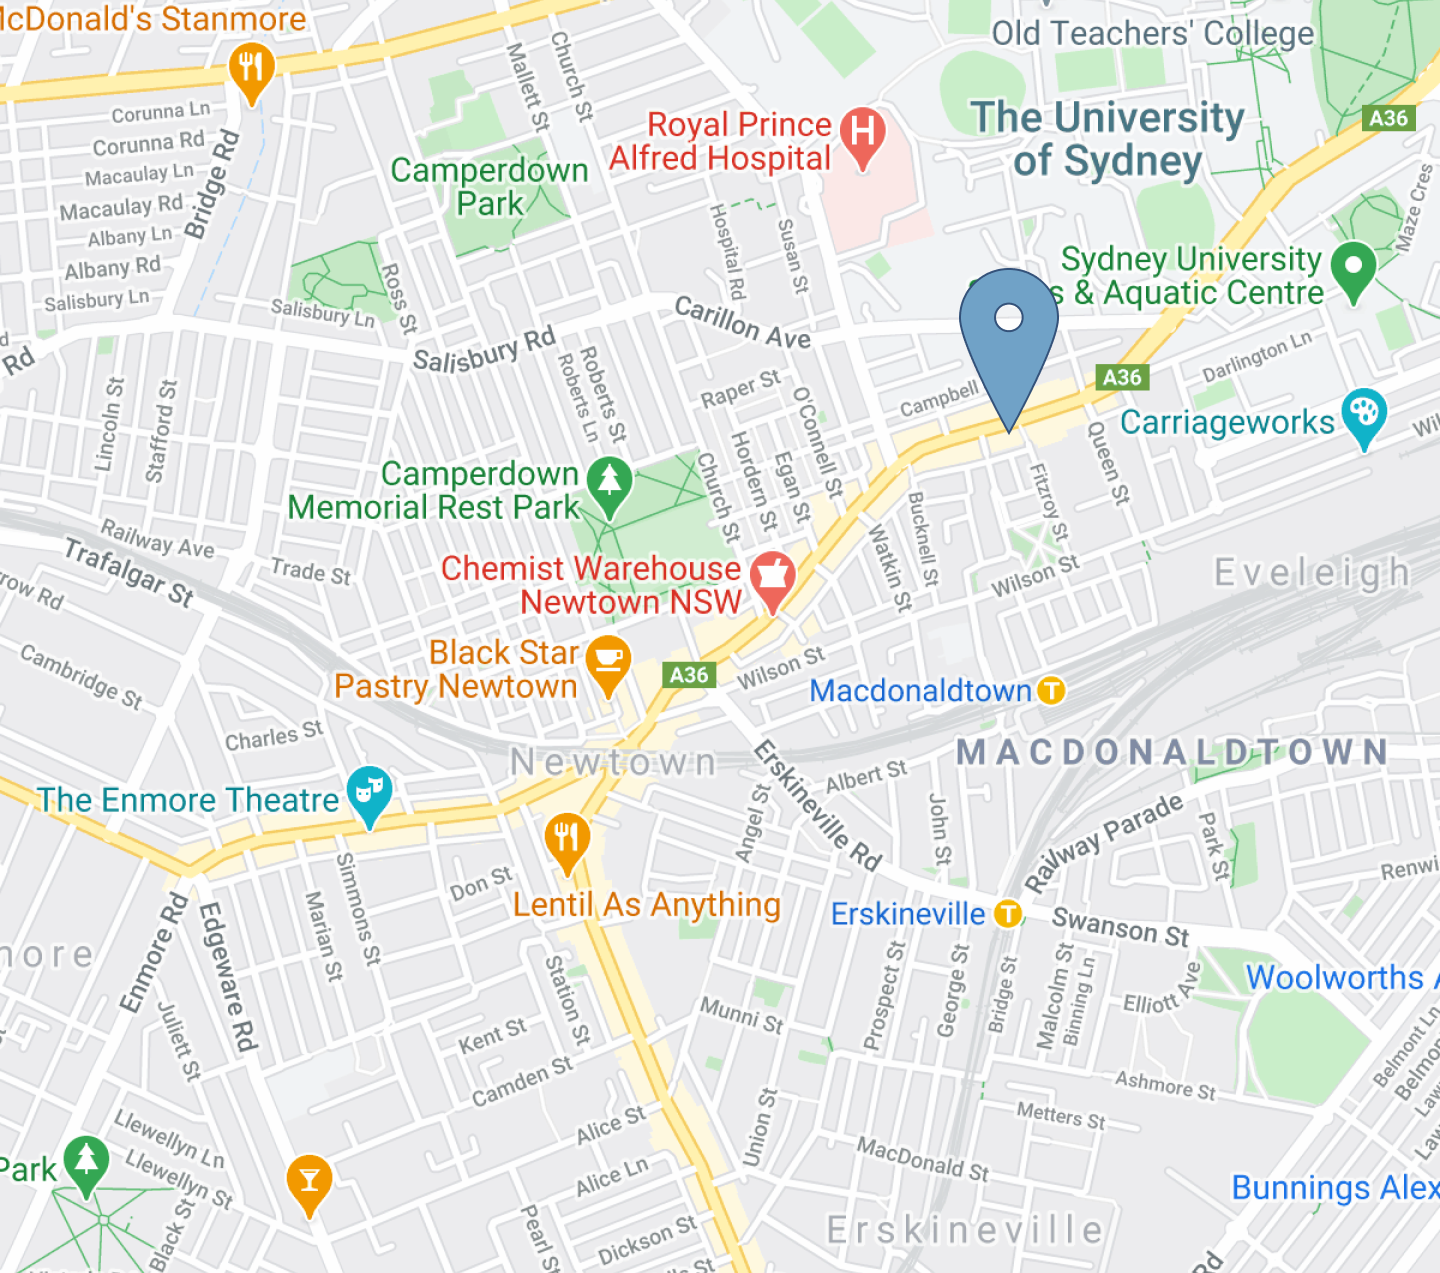 McDonald's Stanmore
Old Teachers' College
Church St
Mallett St
Corunna Ln
Corunna Rd
Macaulay Ln
Macaulay Rd
Albany Ln
Albany Rd
Salisbury Ln
Bridge Rd
Camperdown
Park
Royal Prince
Alfred Hospital
The University
of Sydney
A36
Maze Cres
Hospital Rd
Susan St
Sydney University
& Aquatic Centre
Ross St
Salisbury Ln
Carillon Ave
Rd
Salisbury Rd
Roberts St
Roberts Ln
Raper St
O'Connell St
Campbell
A36
Darlington Ln
Carriageworks
Lincoln St
Stafford St
Camperdown
Memorial Rest Park
Church St
Hordern St
Egan St
Queen St
Fitzroy St
Bucknell St
Watkin St
Wilson St
Eveleigh
Railway Ave
Trafalgar St
Trade St
Chemist Warehouse
Newtown NSW
Black Star
Pastry Newtown
A36
Wilson St
Macdonaldtown
T
Cambridge St
Charles St
Newtown
MACDONALDTOWN
The Enmore Theatre
Erskineville Rd
Albert St
Angel St
John St
Railway Parade
Park St
Simmons St
Marian St
Don St
Lentil As Anything
Erskineville
T
Swanson St
Enmore Rd
Edgeware Rd
Station St
Prospect St
George St
Bridge St
Malcolm St
Binning Ln
Elliott Ave
Woolworths
Juliett St
Kent St
Camden St
Munni St
Ashmore St
Belmont Ln
Metters St
Llewellyn Ln
Llewellyn St
Alice St
Alice Ln
Union St
MacDonald St
Park
Black St
Pearl St
Dickson St
Erskineville
Bunnings
Rd
H